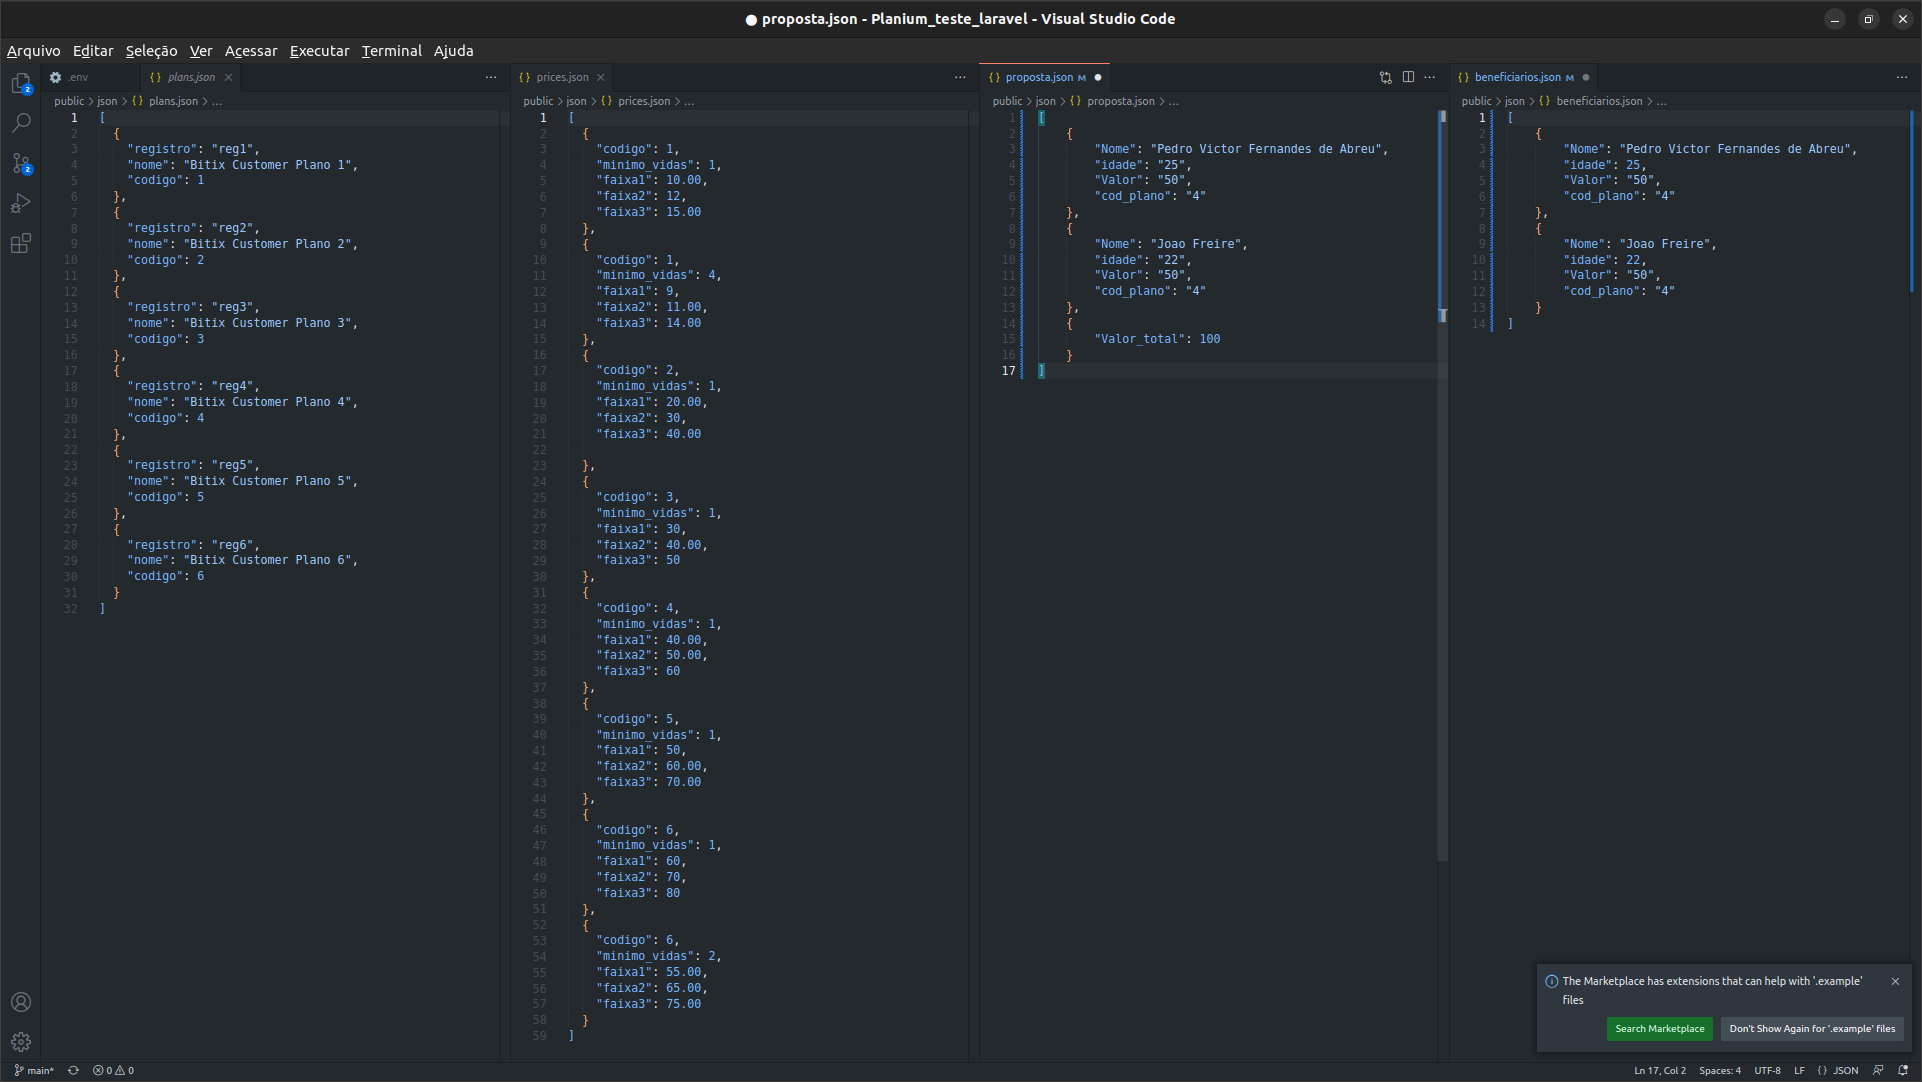 ● proposta.json - Planium_teste_laravel - Visual Studio Code
Arquivo Editar Seleção Ver Acessar Executar Terminal Ajuda
.env
{} plans.json
public > json > {} plans.json > ...
1 [
2 {
3 "registro": "reg1",
4 "nome": "Bitix Customer Plano 1",
5 "codigo": 1
6 },
7 {
8 "registro": "reg2",
9 "nome": "Bitix Customer Plano 2",
10 "codigo": 2
11 },
12 {
13 "registro": "reg3",
14 "nome": "Bitix Customer Plano 3",
15 "codigo": 3
16 },
17 {
18 "registro": "reg4",
19 "nome": "Bitix Customer Plano 4",
20 "codigo": 4
21 },
22 {
23 "registro": "reg5",
24 "nome": "Bitix Customer Plano 5",
25 "codigo": 5
26 },
27 {
28 "registro": "reg6",
29 "nome": "Bitix Customer Plano 6",
30 "codigo": 6
31 }
32 ]
{} prices.json
public > json > {} prices.json > ...
1 [
2 {
3 "codigo": 1,
4 "minimo_vidas": 1,
5 "faixa1": 10.00,
6 "faixa2": 12,
7 "faixa3": 15.00
8 },
9 {
10 "codigo": 1,
11 "minimo_vidas": 4,
12 "faixa1": 9,
13 "faixa2": 11.00,
14 "faixa3": 14.00
15 },
16 {
17 "codigo": 2,
18 "minimo_vidas": 1,
19 "faixa1": 20.00,
20 "faixa2": 30,
21 "faixa3": 40.00
22
23 },
24 {
25 "codigo": 3,
26 "minimo_vidas": 1,
27 "faixa1": 30,
28 "faixa2": 40.00,
29 "faixa3": 50
30 },
31 {
32 "codigo": 4,
33 "minimo_vidas": 1,
34 "faixa1": 40.00,
35 "faixa2": 50.00,
36 "faixa3": 60
37 },
38 {
39 "codigo": 5,
40 "minimo_vidas": 1,
41 "faixa1": 50,
42 "faixa2": 60.00,
43 "faixa3": 70.00
44 },
45 {
46 "codigo": 6,
47 "minimo_vidas": 1,
48 "faixa1": 60,
49 "faixa2": 70,
50 "faixa3": 80
51 },
52 {
53 "codigo": 6,
54 "minimo_vidas": 2,
55 "faixa1": 55.00,
56 "faixa2": 65.00,
57 "faixa3": 75.00
58 }
59 ]
{} proposta.json M ●
public > json > {} proposta.json > ...
1 [
2 {
3 "Nome": "Pedro Victor Fernandes de Abreu",
4 "idade": "25",
5 "Valor": "50",
6 "cod_plano": "4"
7 },
8 {
9 "Nome": "Joao Freire",
10 "idade": "22",
11 "Valor": "50",
12 "cod_plano": "4"
13 },
14 {
15 "Valor_total": 100
16 }
17 ]
{} beneficiarios.json M ●
public > json > {} beneficiarios.json > ...
1 [
2 {
3 "Nome": "Pedro Victor Fernandes de Abreu",
4 "idade": 25,
5 "Valor": "50",
6 "cod_plano": "4"
7 },
8 {
9 "Nome": "Joao Freire",
10 "idade": 22,
11 "Valor": "50",
12 "cod_plano": "4"
13 }
14 ]
2
2
The Marketplace has extensions that can help with '.example'
files
Search Marketplace
Don't Show Again for '.example' files
main* 0 0
Ln 17, Col 2 Spaces: 4 UTF-8 LF {} JSON